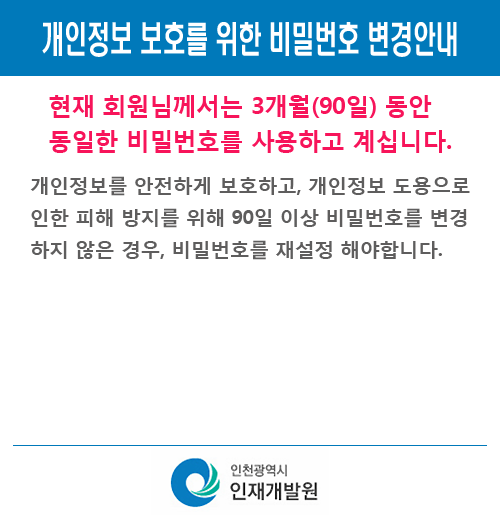 개인정보 보호를 위한 비밀번호 변경안내
현재 회원님께서는 3개월(90일) 동안
동일한 비밀번호를 사용하고 계십니다.
개인정보를 안전하게 보호하고, 개인정보 도용으로
인한 피해 방지를 위해 90일 이상 비밀번호를 변경
하지 않은 경우, 비밀번호를 재설정 해야합니다.
인천광역시
인재개발원